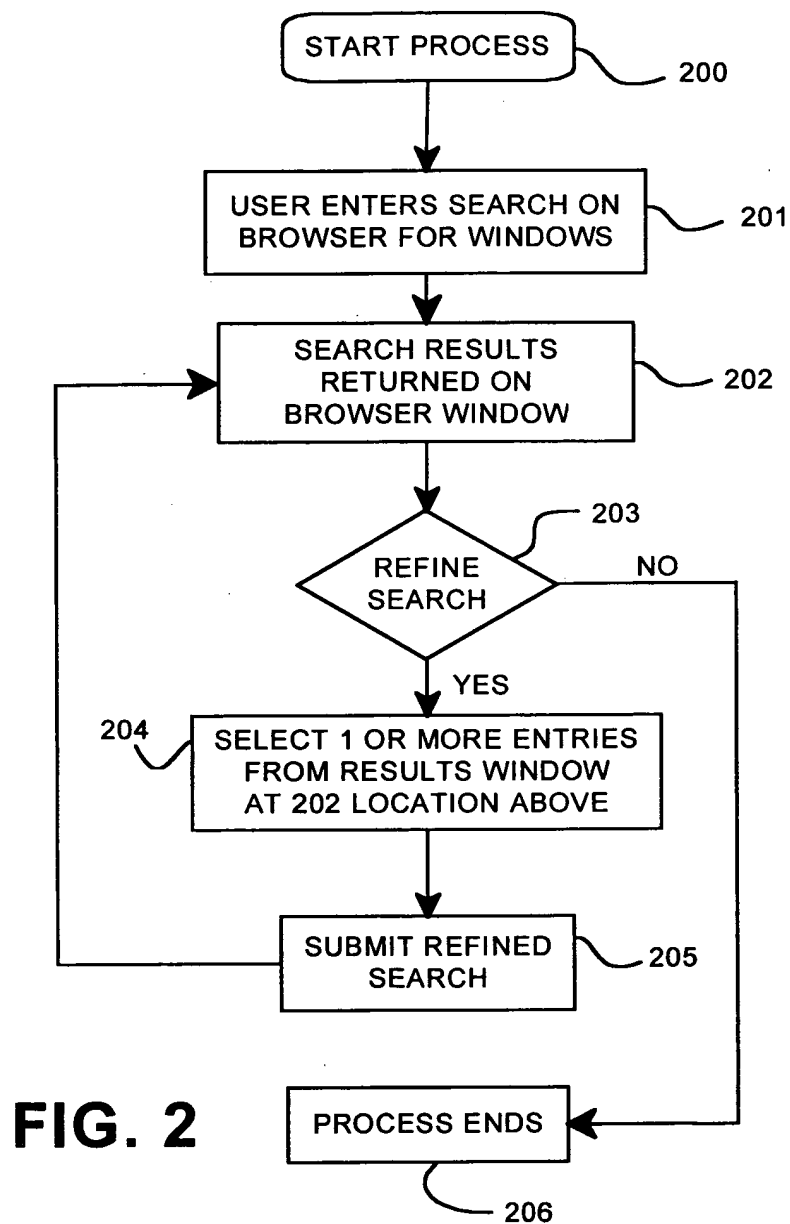 START PROCESS
200
USER ENTERS SEARCH ON
BROWSER FOR WINDOWS
201
SEARCH RESULTS
RETURNED ON
BROWSER WINDOW
202
203
REFINE
SEARCH
NO
YES
204
SELECT 1 OR MORE ENTRIES
FROM RESULTS WINDOW
AT 202 LOCATION ABOVE
SUBMIT REFINED
SEARCH
205
FIG. 2
PROCESS ENDS
206